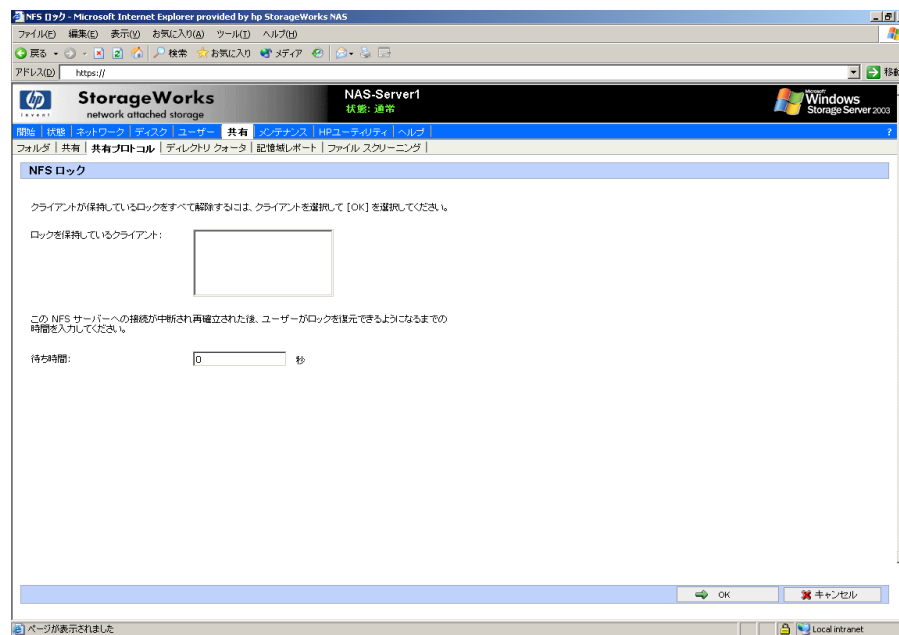 NFS ロック - Microsoft Internet Explorer provided by hp StorageWorks NAS
ファイル(F) 編集(E) 表示(V) お気に入り(A) ツール(T) ヘルプ(H)
戻る 検索 お気に入り メディア
アドレス(D) https:// 移動
hp invent
StorageWorks
network attached storage
NAS-Server1
状態: 通常
Microsoft Windows Storage Server 2003
開始 | 状態 | ネットワーク | ディスク | ユーザー | 共有 | メンテナンス | HPユーティリティ | ヘルプ | ?
フォルダ | 共有 | 共有プロトコル | ディレクトリ クォータ | 記憶域レポート | ファイル スクリーニング |
NFS ロック
クライアントが保持しているロックをすべて解除するには、クライアントを選択して [OK] を選択してください。
ロックを保持しているクライアント:
この NFS サーバーへの接続が中断され再確立された後、ユーザーがロックを復元できるようになるまでの
時間を入力してください。
待ち時間: 0 秒
OK キャンセル
ページが表示されました Local intranet